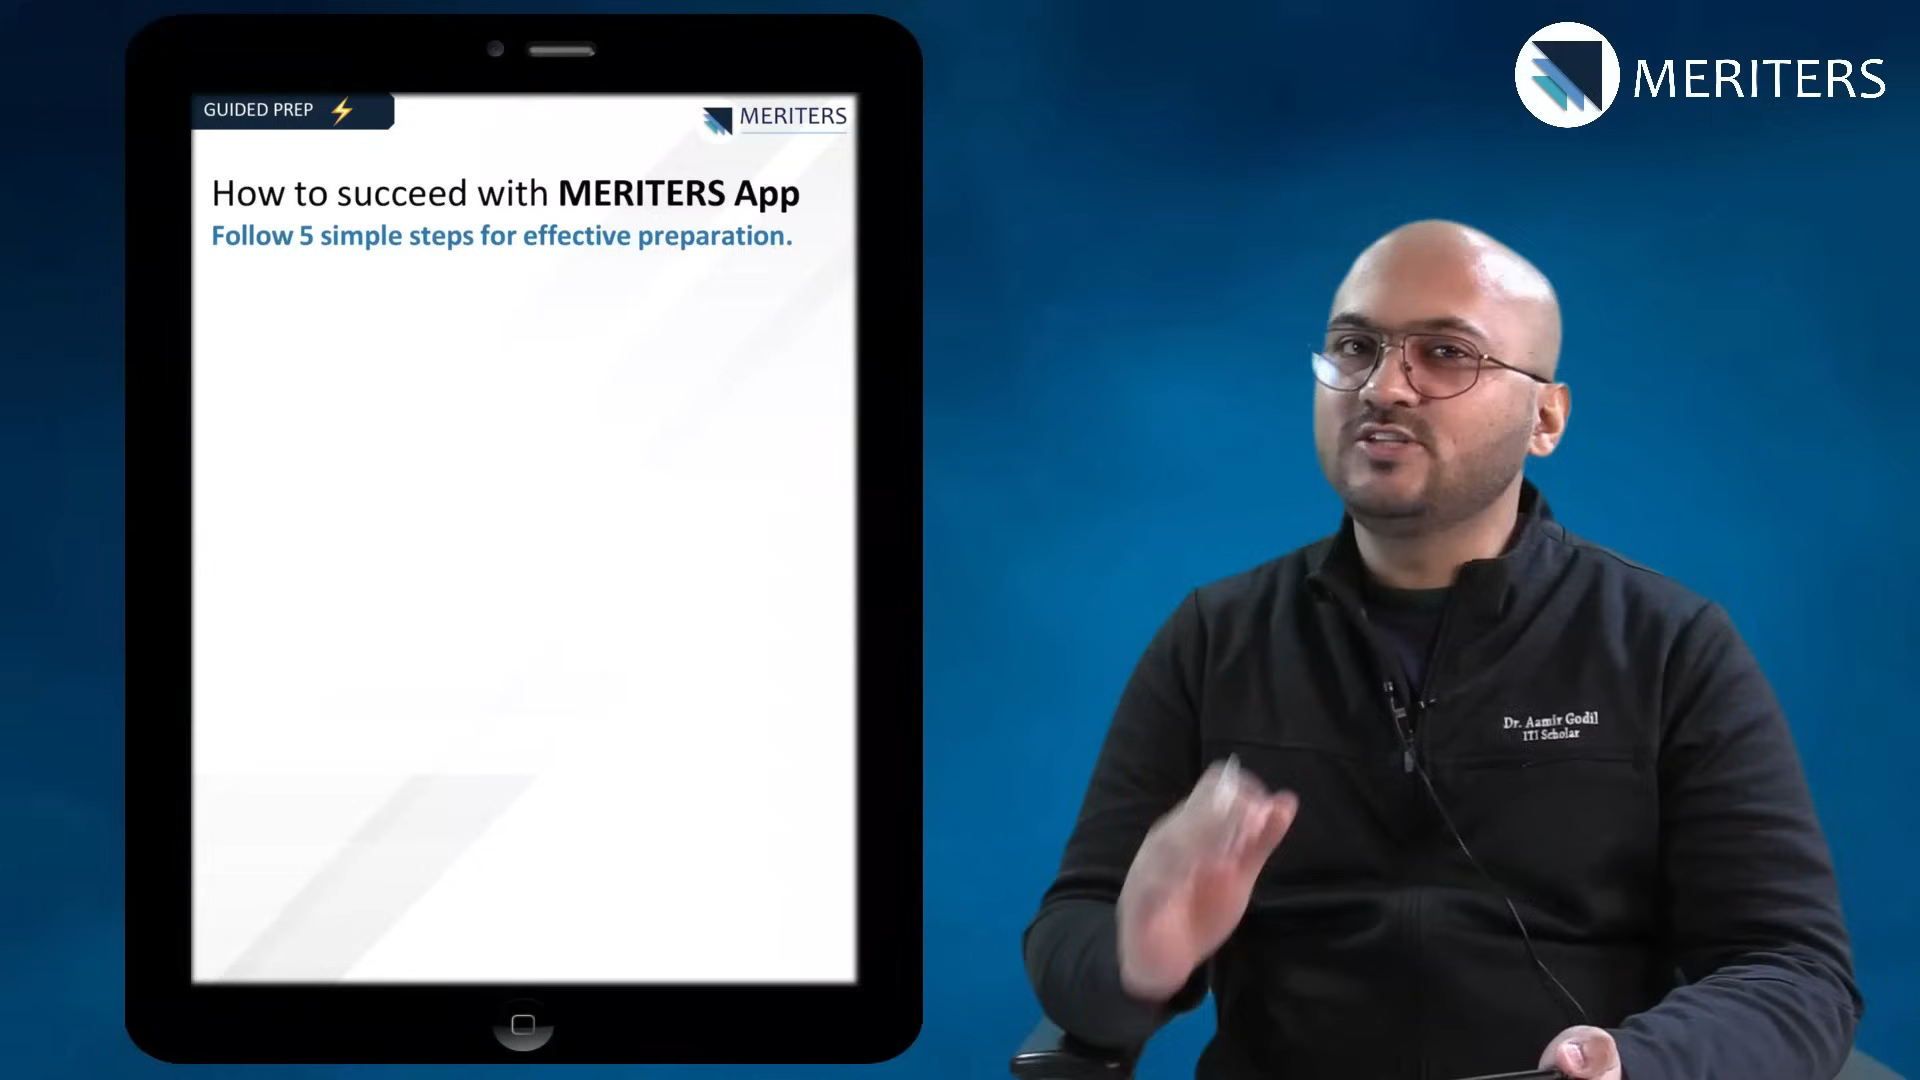 GUIDED PREP
MERITERS
How to succeed with MERITERS App
Follow 5 simple steps for effective preparation.
MERITERS
Dr. Aamir Godil
ITI Scholar